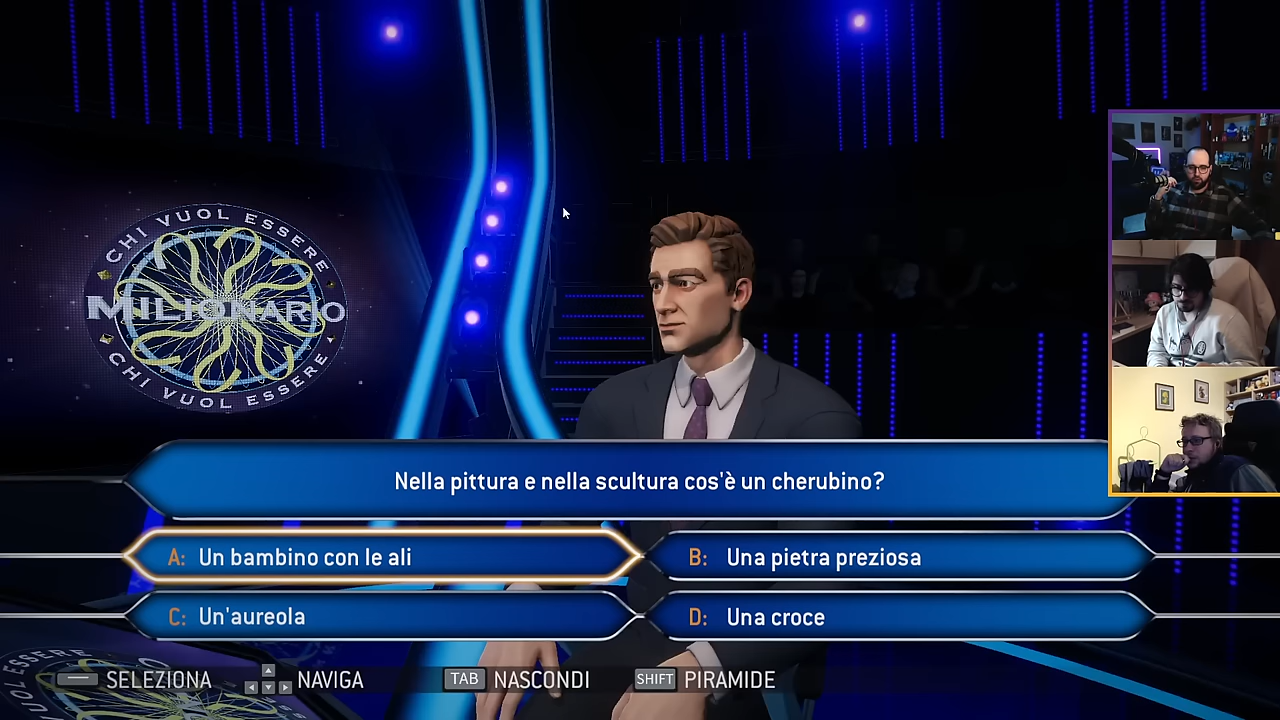 CHI VUOL ESSERE
MILIONARIO
CHI VUOL ESSERE
Nella pittura e nella scultura cos'è un cherubino?
A: Un bambino con le ali
B: Una pietra preziosa
C: Un'aureola
D: Una croce
SELEZIONA
NAVIGA
TAB NASCONDI
SHIFT PIRAMIDE